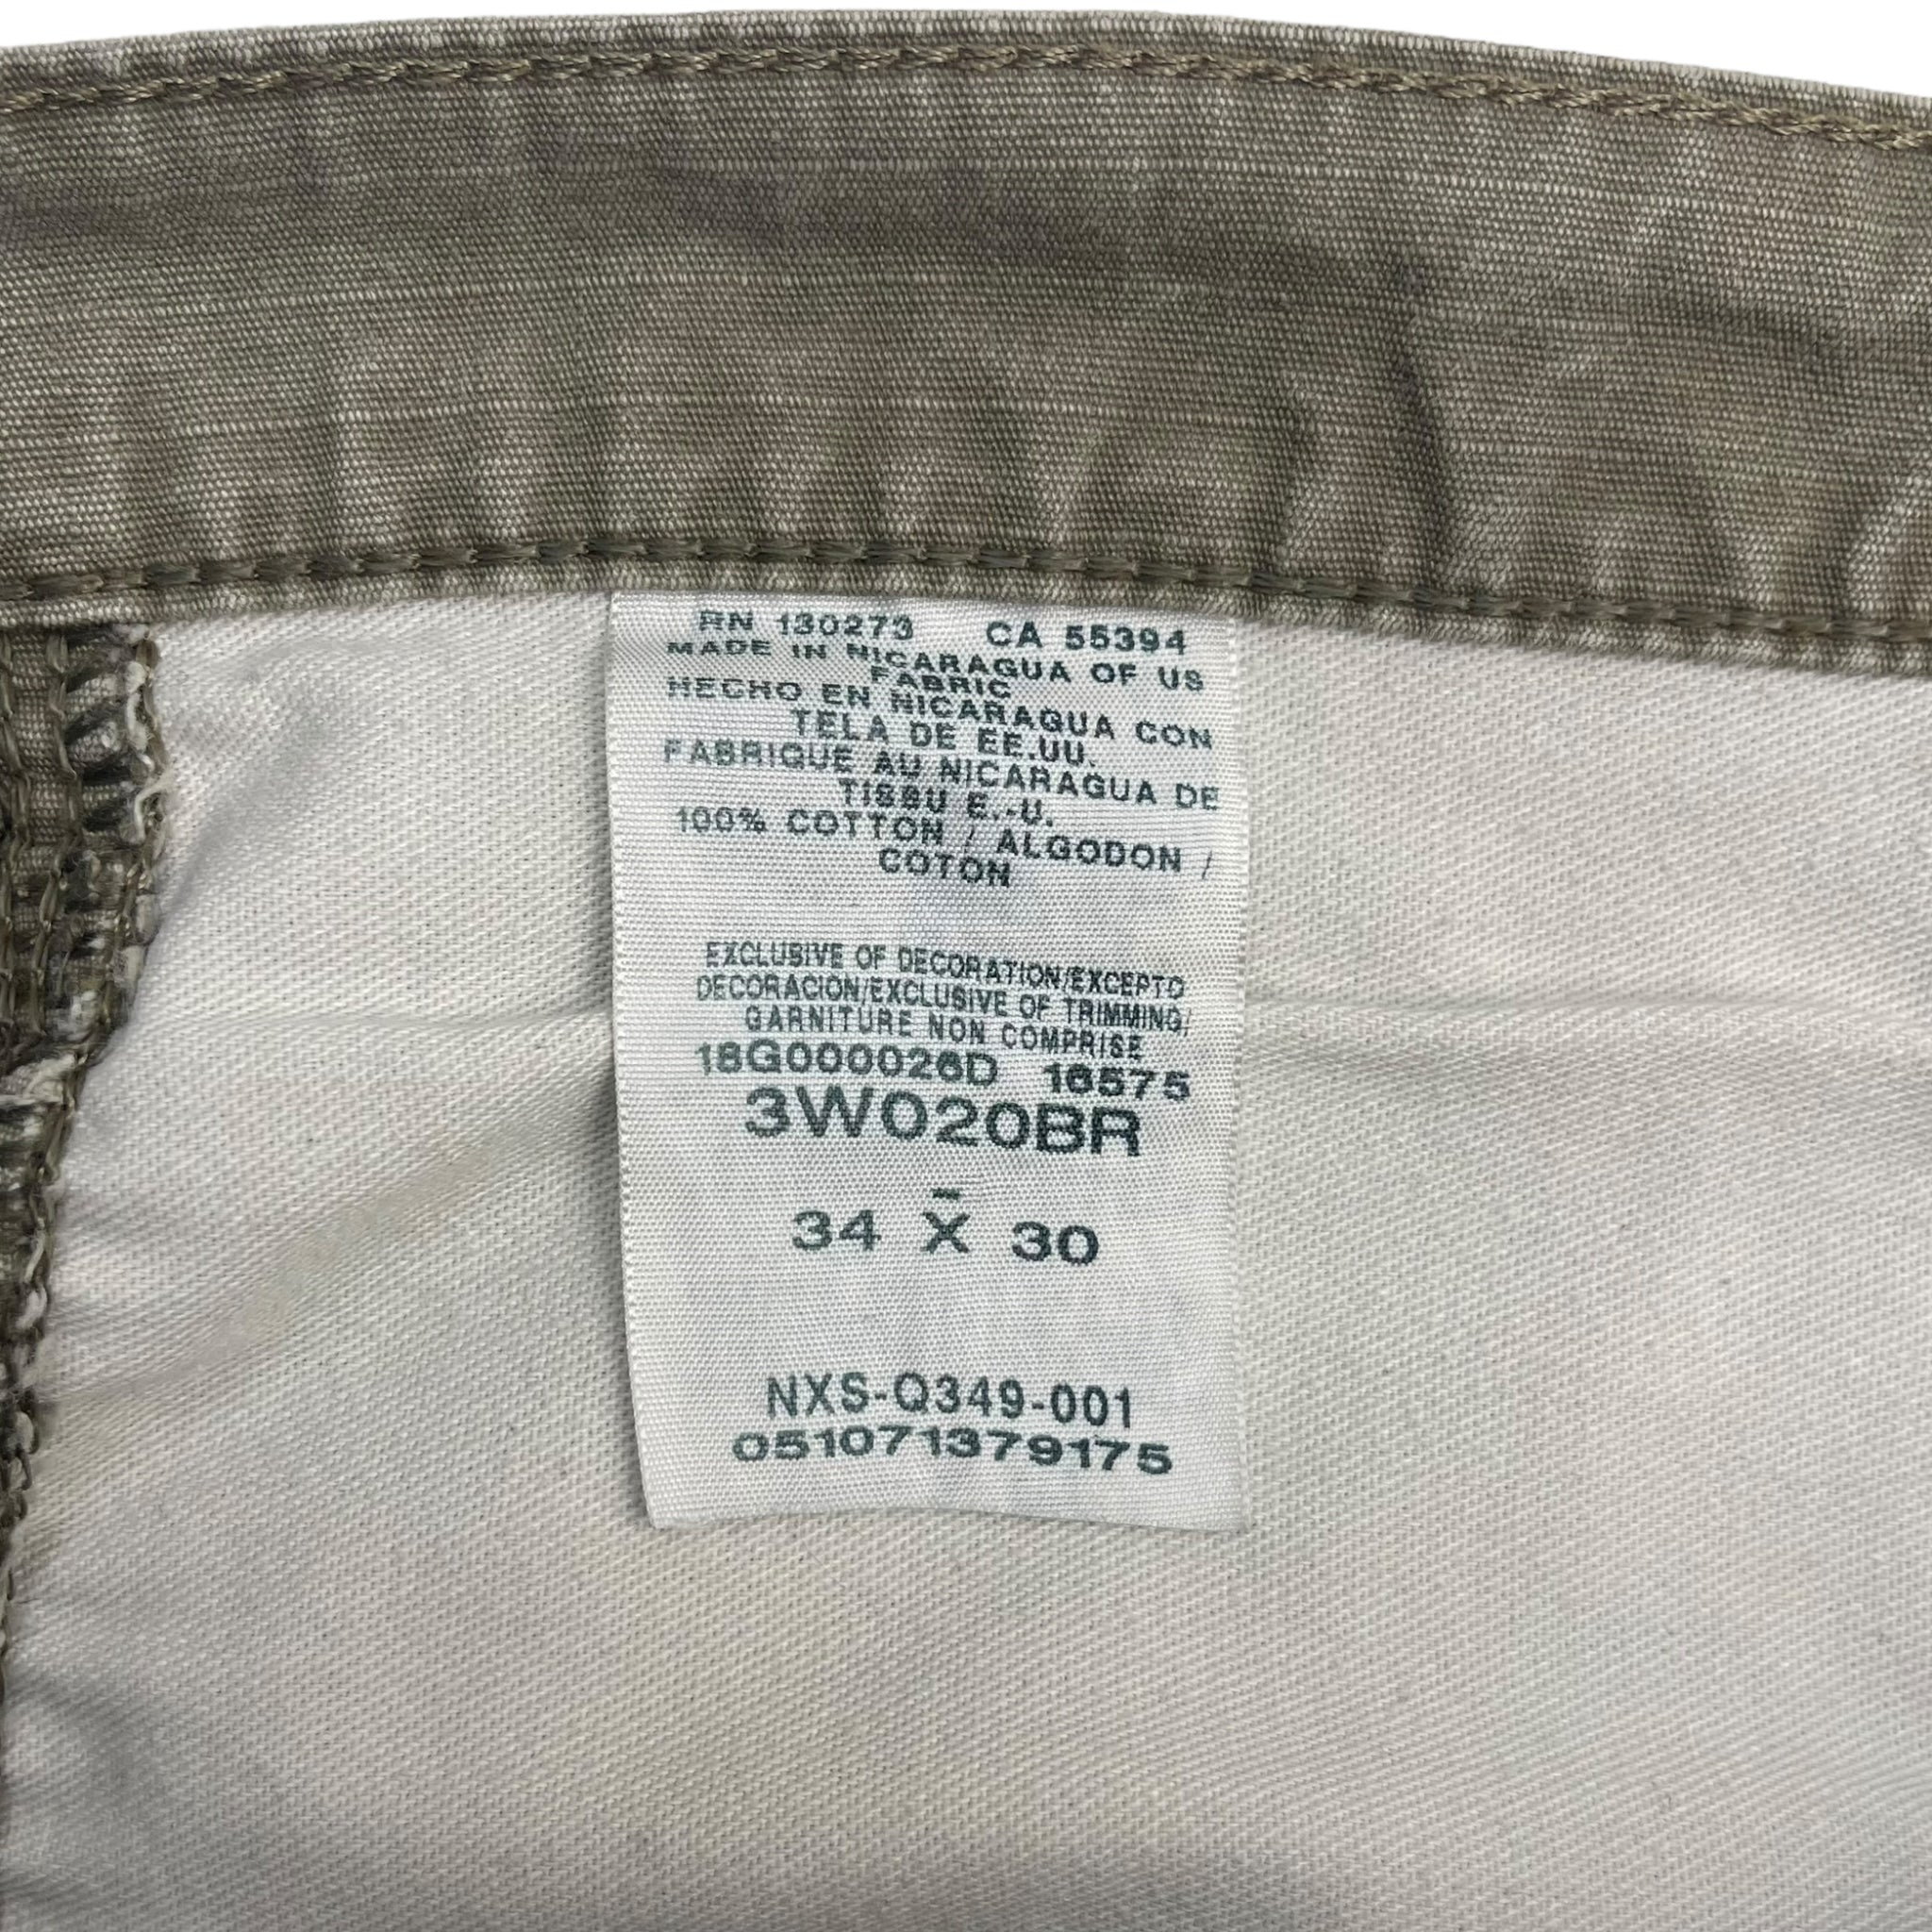 RN 130273 CA 55394
MADE IN NICARAGUA OF US
FABRIC
HECHO EN NICARAGUA CON
TELA DE EE.UU.
FABRIQUE AU NICARAGUA DE
TISSU E.-U.
100% COTTON / ALGODON /
COTON
EXCLUSIVE OF DECORATION/EXCEPTO
DECORACION/EXCLUSIVE OF TRIMMING/
GARNITURE NON COMPRISE
18G000026D 16575
3W020BR
34 X 30
NXS-Q349-001
051071379175